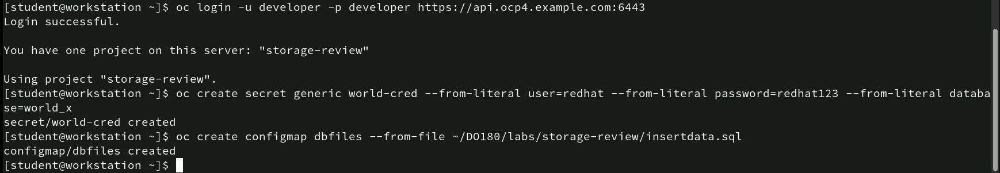 [student@workstation ~]$ oc login -u developer -p developer https://api.ocp4.example.com:6443
Login successful.
You have one project on this server: "storage-review"
Using project "storage-review".
[student@workstation ~]$ oc create secret generic world-cred --from-literal user=redhat --from-literal password=redhat123 --from-literal databa
se=world_x
secret/world-cred created
[student@workstation ~]$ oc create configmap dbfiles --from-file ~/DO180/labs/storage-review/insertdata.sql
configmap/dbfiles created
[student@workstation ~]$